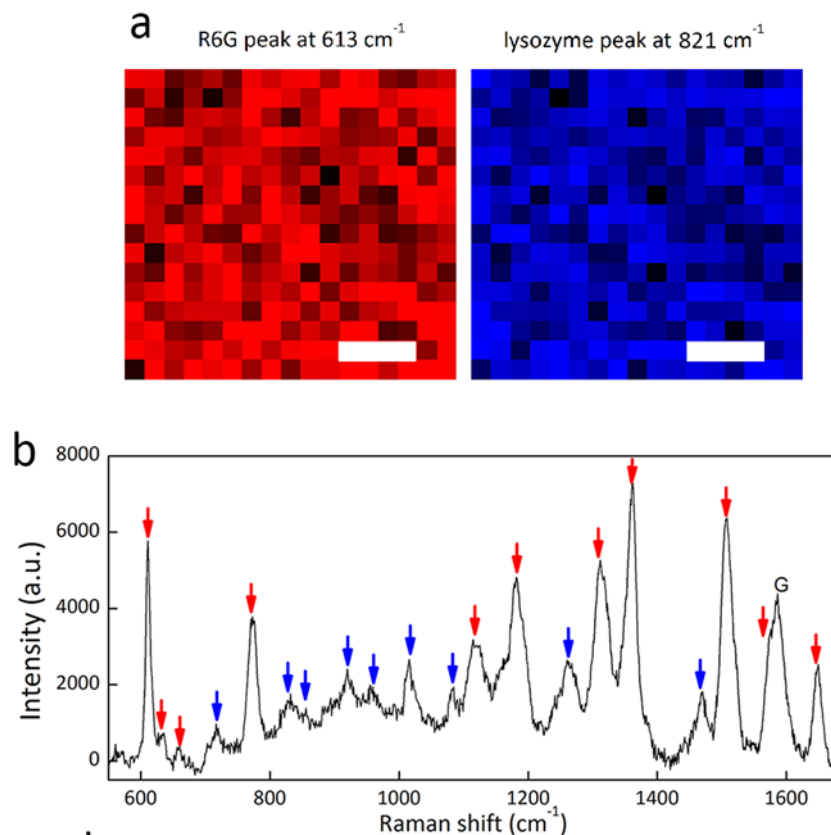 a
R6G peak at 613 cm⁻¹
lysozyme peak at 821 cm⁻¹
b
8000
6000
4000
2000
0
Intensity (a.u.)
G
600
800
1000
1200
1400
1600
Raman shift (cm⁻¹)